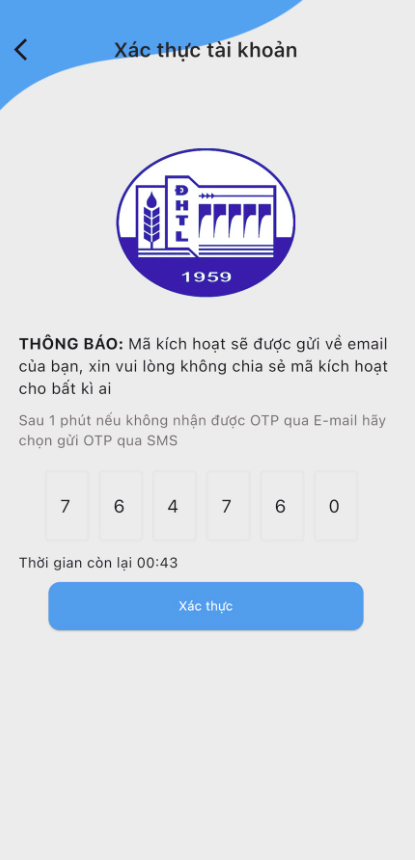 Xác thực tài khoản
ĐHTL
1959
THÔNG BÁO: Mã kích hoạt sẽ được gửi về email
của bạn, xin vui lòng không chia sẻ mã kích hoạt
cho bất kì ai
Sau 1 phút nếu không nhận được OTP qua E-mail hãy
chọn gửi OTP qua SMS
7 6 4 7 6 0
Thời gian còn lại 00:43
Xác thực